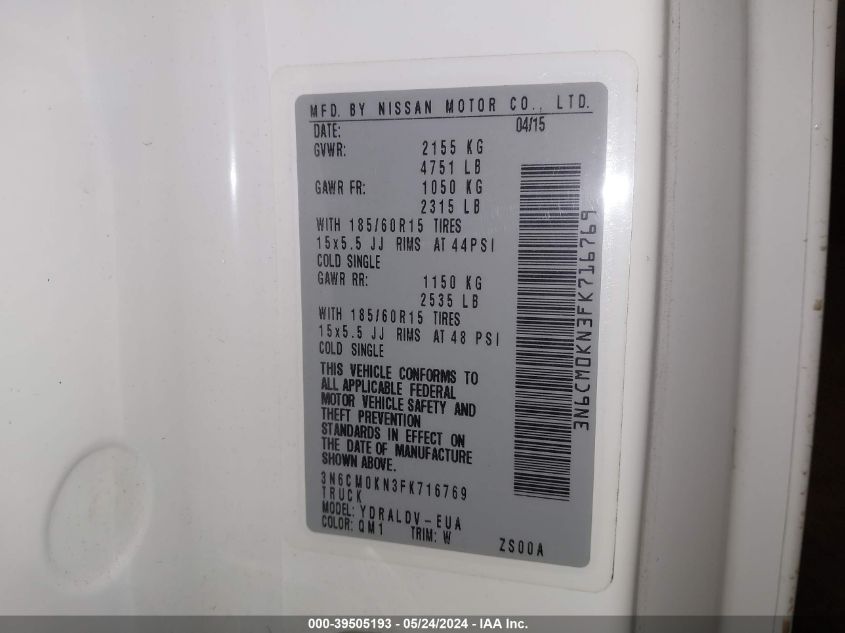 MFD. BY NISSAN MOTOR CO., LTD.
DATE: 04/15
GVWR: 2155 KG
4751 LB
GAWR FR: 1050 KG
2315 LB
WITH 185/60R15 TIRES
15x5.5 JJ RIMS AT 44PSI
COLD SINGLE
GAWR RR: 1150 KG
2535 LB
WITH 185/60R15 TIRES
15x5.5 JJ RIMS AT 48 PSI
COLD SINGLE
THIS VEHICLE CONFORMS TO
ALL APPLICABLE FEDERAL
MOTOR VEHICLE SAFETY AND
THEFT PREVENTION
STANDARDS IN EFFECT ON
THE DATE OF MANUFACTURE
SHOWN ABOVE.
3N6CM0KN3FK716769
TRUCK
MODEL: YDRALDV-EUA
COLOR: QM1 TRIM: W ZS00A
3N6CM0KN3FK716769
000-39505193 - 05/24/2024 - IAA Inc.